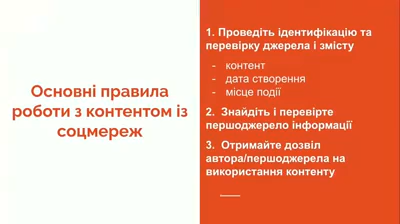 Основні правила
роботи з контентом із
соцмереж
1. Проведіть ідентифікацію та
перевірку джерела і змісту
- контент
- дата створення
- місце події
2. Знайдіть і перевірте
першоджерело інформації
3. Отримайте дозвіл
автора/першоджерела на
використання контенту